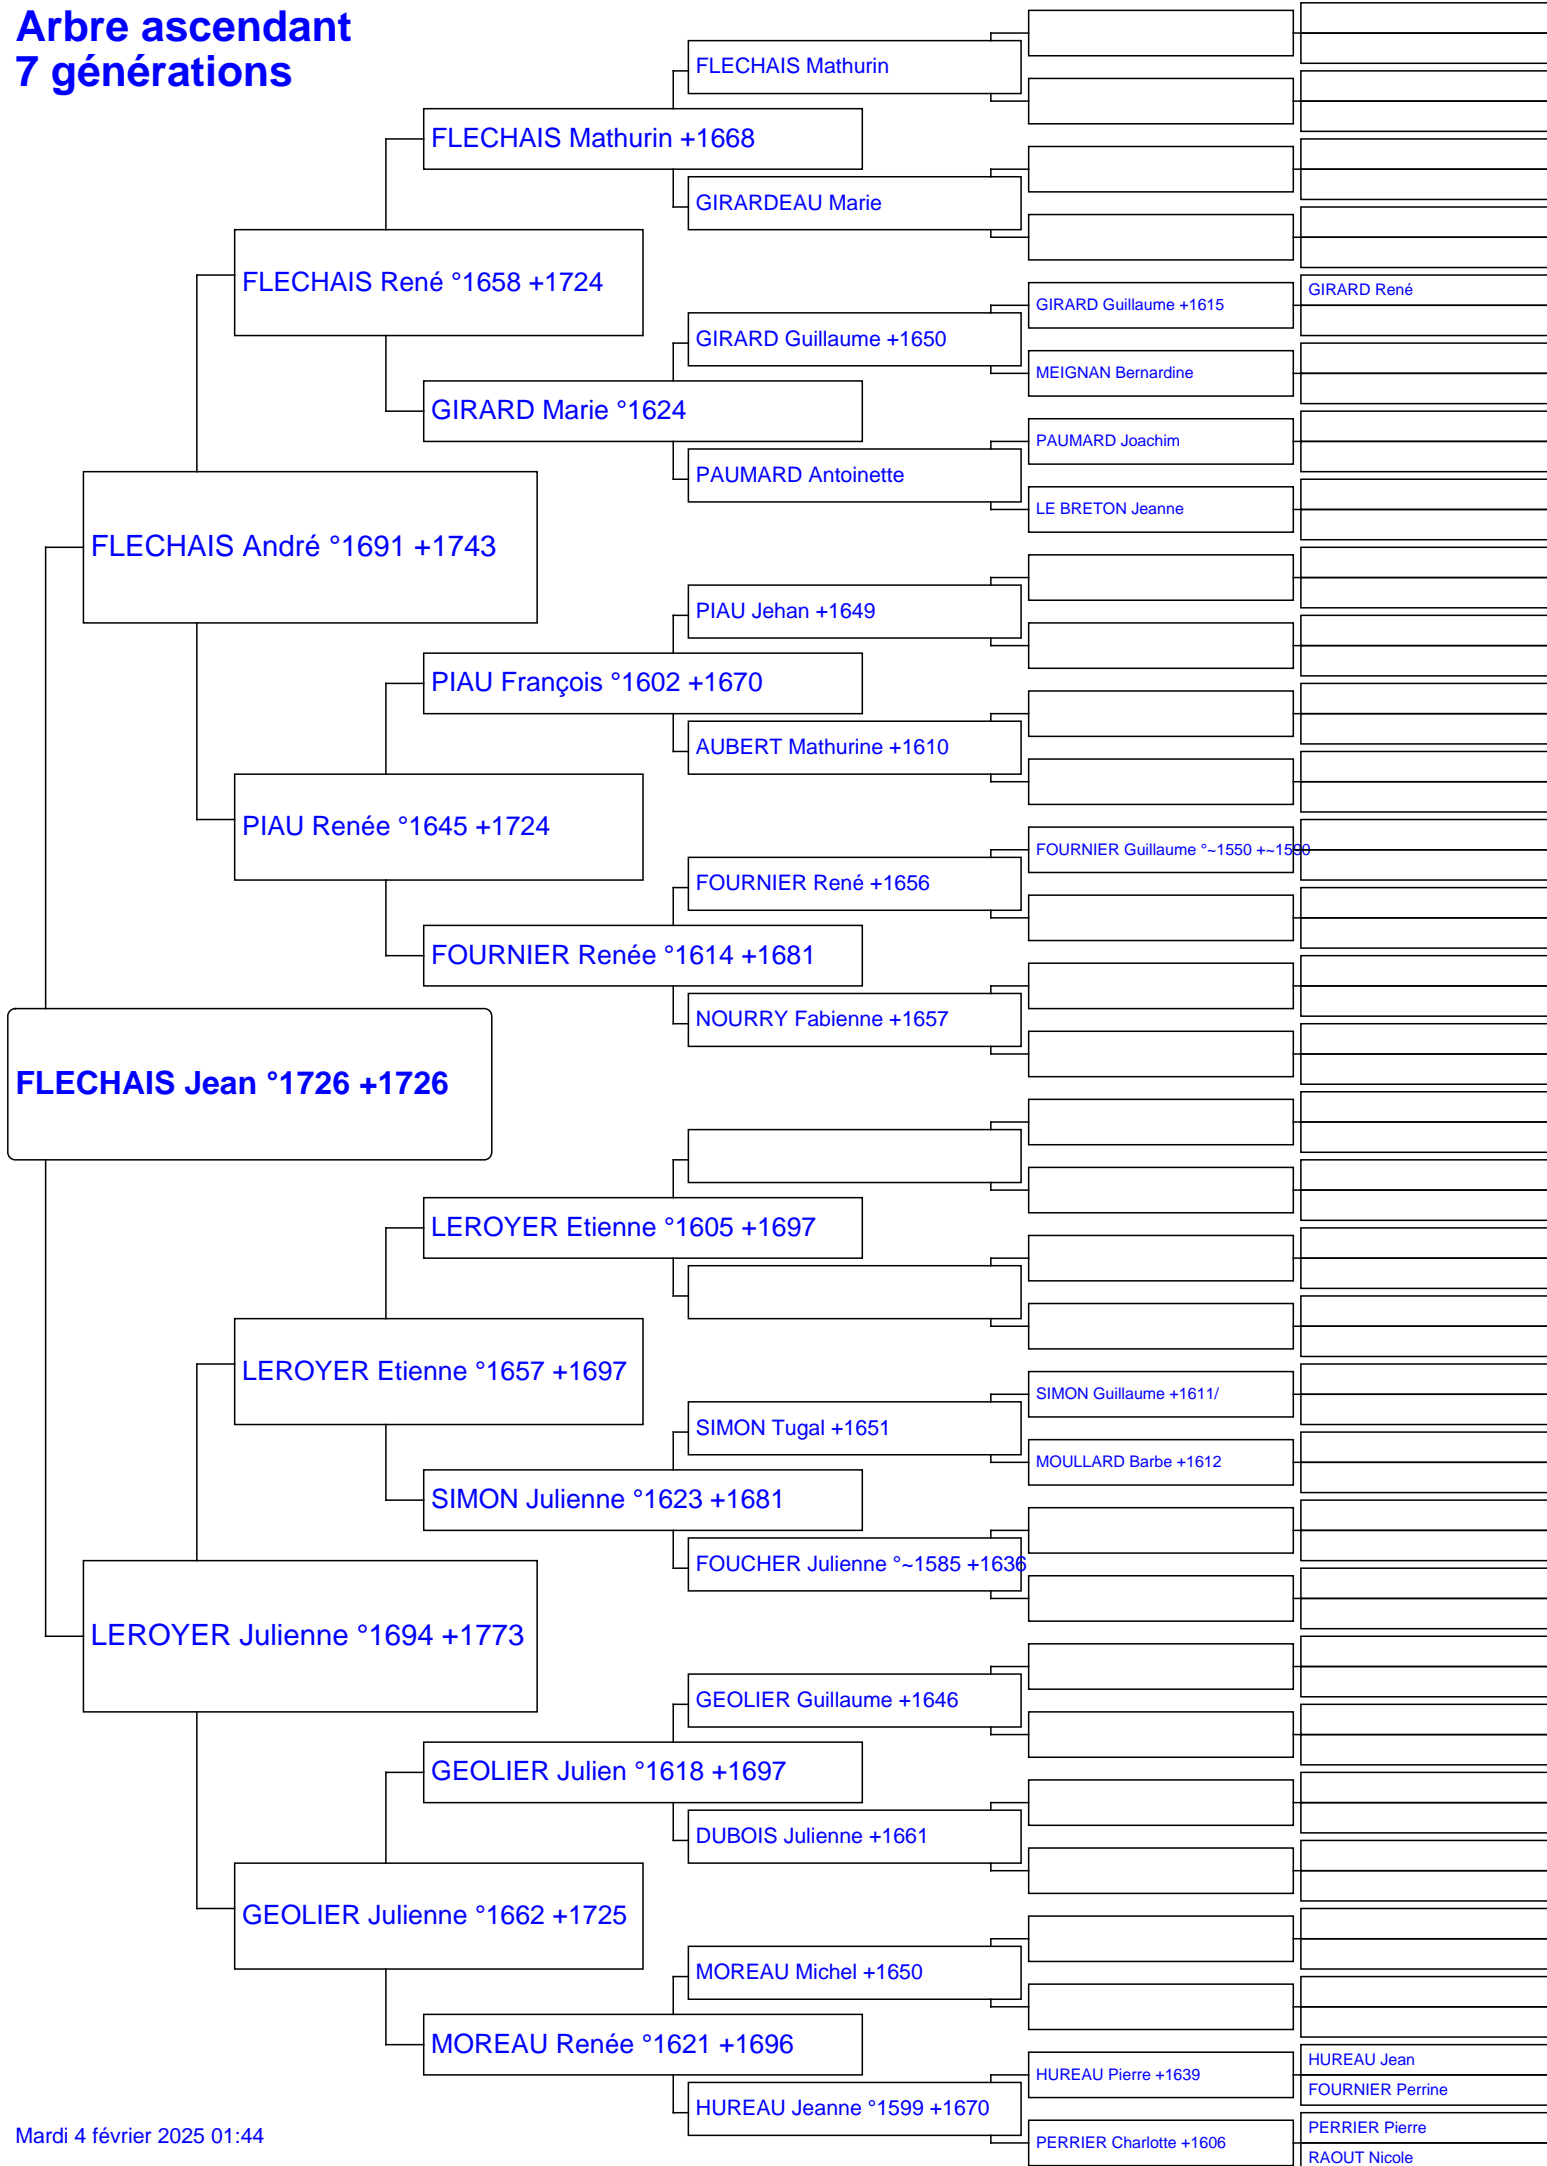 Arbre ascendant
7 générations
FLECHAIS Mathurin
FLECHAIS Mathurin +1668
GIRARDEAU Marie
FLECHAIS René °1658 +1724
GIRARD René
GIRARD Guillaume +1615
GIRARD Guillaume +1650
MEIGNAN Bernardine
GIRARD Marie °1624
PAUMARD Joachim
PAUMARD Antoinette
LE BRETON Jeanne
FLECHAIS André °1691 +1743
PIAU Jehan +1649
PIAU François °1602 +1670
AUBERT Mathurine +1610
PIAU Renée °1645 +1724
FOURNIER Guillaume °~1550 +~1590
FOURNIER René +1656
FOURNIER Renée °1614 +1681
NOURRY Fabienne +1657
FLECHAIS Jean °1726 +1726
LEROYER Etienne °1605 +1697
LEROYER Etienne °1657 +1697
SIMON Guillaume +1611/
SIMON Tugal +1651
MOULLARD Barbe +1612
SIMON Julienne °1623 +1681
FOUCHER Julienne °~1585 +1636
LEROYER Julienne °1694 +1773
GEOLIER Guillaume +1646
GEOLIER Julien °1618 +1697
DUBOIS Julienne +1661
GEOLIER Julienne °1662 +1725
MOREAU Michel +1650
MOREAU Renée °1621 +1696
HUREAU Jean
HUREAU Pierre +1639
FOURNIER Perrine
HUREAU Jeanne °1599 +1670
PERRIER Pierre
PERRIER Charlotte +1606
RAOUT Nicole
Mardi 4 février 2025 01:44